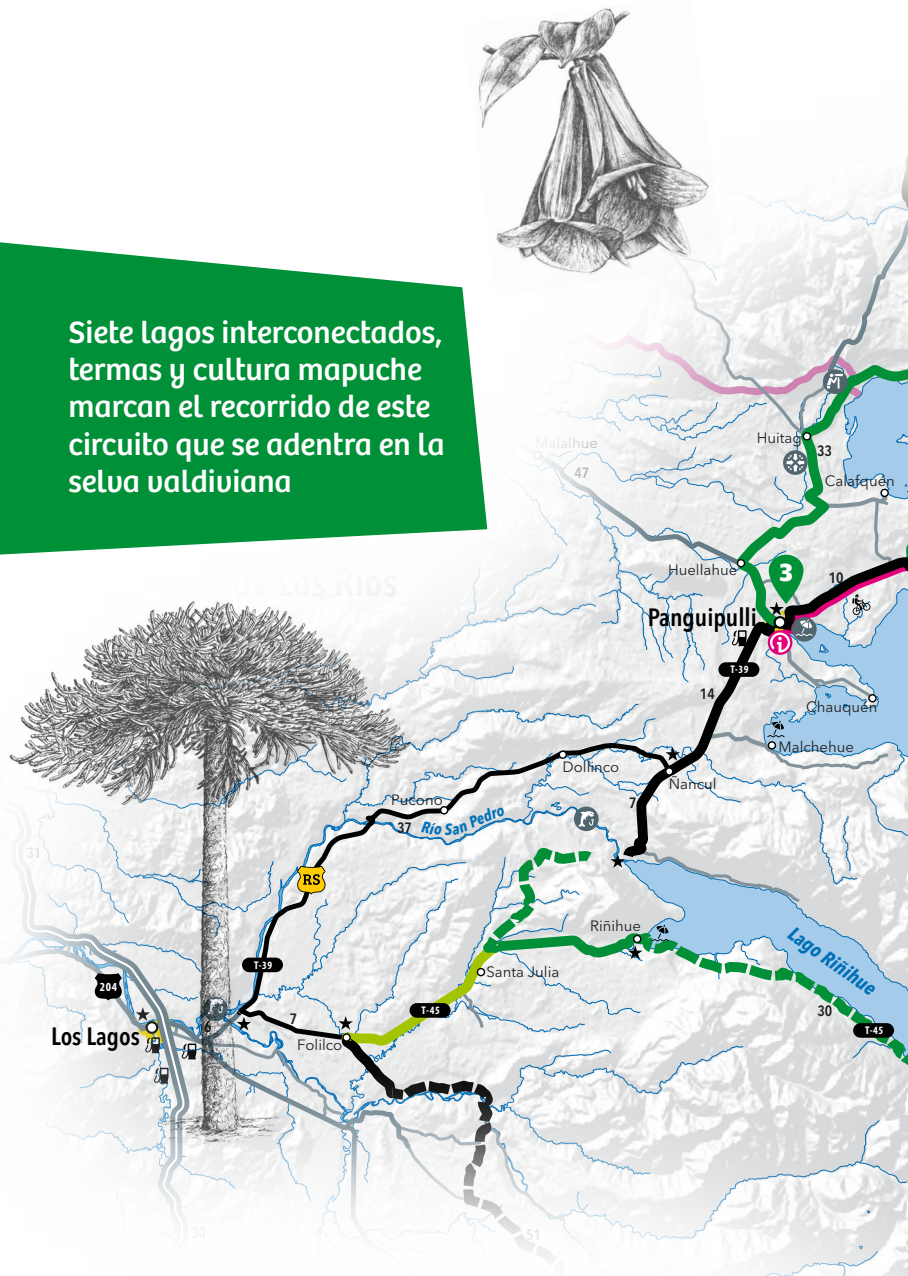 Siete lagos interconectados,
termas y cultura mapuche
marcan el recorrido de este
circuito que se adentra en la
selva valdiviana
Huitag
33
Malalhue
47
Calafquén
de Los Ríos
Huellahue
3
10
Panguipulli
i
T-39
14
Chauquén
Malchehue
Dollinco
Ñancul
Pucono
7
37
Río San Pedro
31
RS
Riñihue
Lago Riñihue
T-39
Santa Julia
204
30
T-45
T-45
7
6
Los Lagos
Folilco
30
51